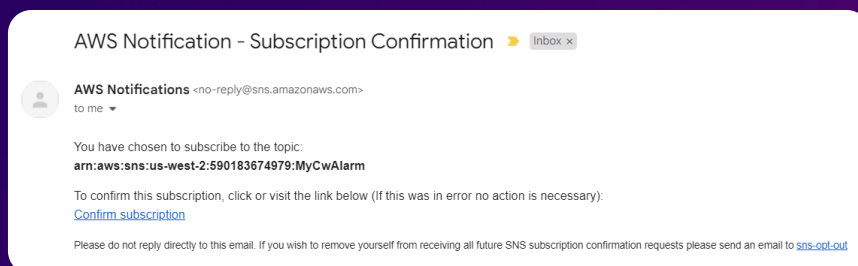 AWS Notification - Subscription Confirmation Inbox ×
AWS Notifications <no-reply@sns.amazonaws.com>
to me
You have chosen to subscribe to the topic:
arn:aws:sns:us-west-2:590183674979:MyCwAlarm
To confirm this subscription, click or visit the link below (If this was in error no action is necessary):
Confirm subscription
Please do not reply directly to this email. If you wish to remove yourself from receiving all future SNS subscription confirmation requests please send an email to sns-opt-out